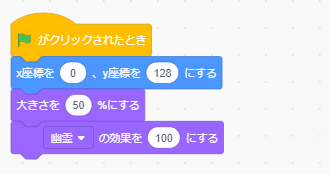 がクリックされたとき
x座標を 0 、y座標を 128 にする
大きさを 50 %にする
幽霊 の効果を 100 にする